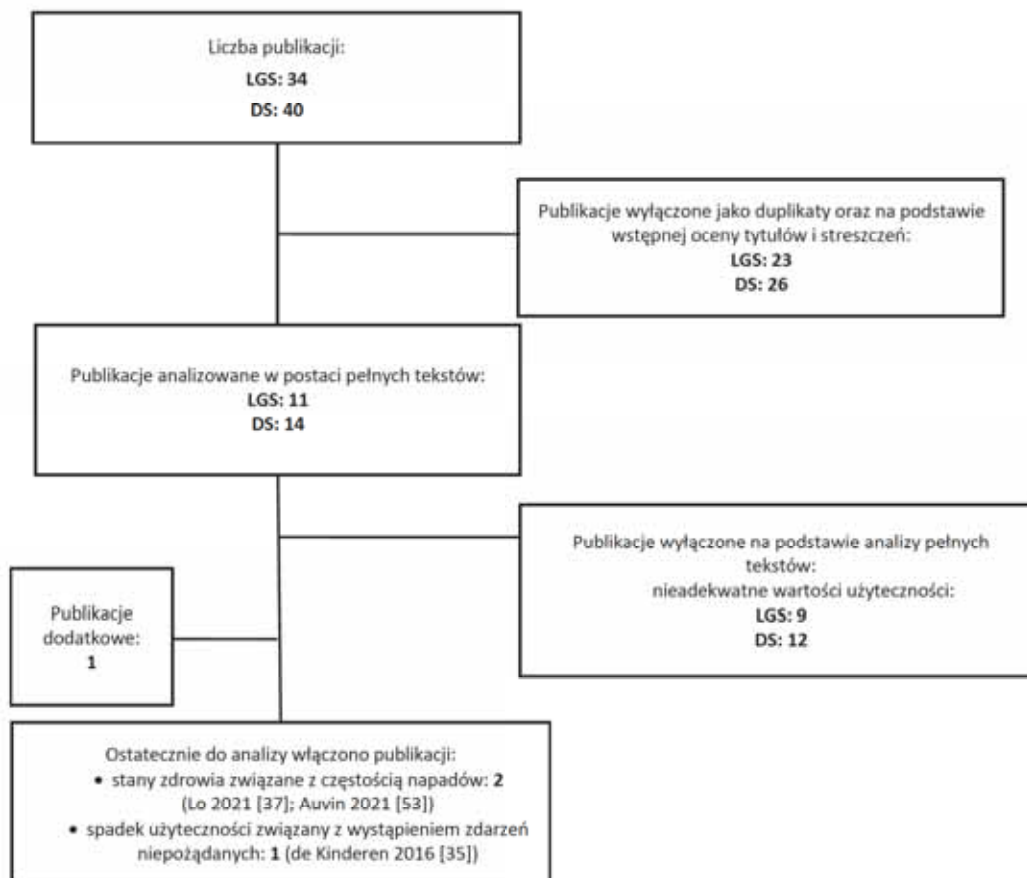 Liczba publikacji:
LGS: 34
DS: 40
Publikacje wyłączone jako duplikaty oraz na podstawie
wstępnej oceny tytułów i streszczeń:
LGS: 23
DS: 26
Publikacje analizowane w postaci pełnych tekstów:
LGS: 11
DS: 14
Publikacje wyłączone na podstawie analizy pełnych
tekstów:
nieadekwatne wartości użyteczności:
LGS: 9
DS: 12
Publikacje
dodatkowe:
1
Ostatecznie do analizy włączono publikacji:
• stany zdrowia związane z częstością napadów: 2
(Lo 2021 [37]; Auvin 2021 [53])
• spadek użyteczności związany z wystąpieniem zdarzeń
niepożądanych: 1 (de Kinderen 2016 [35])